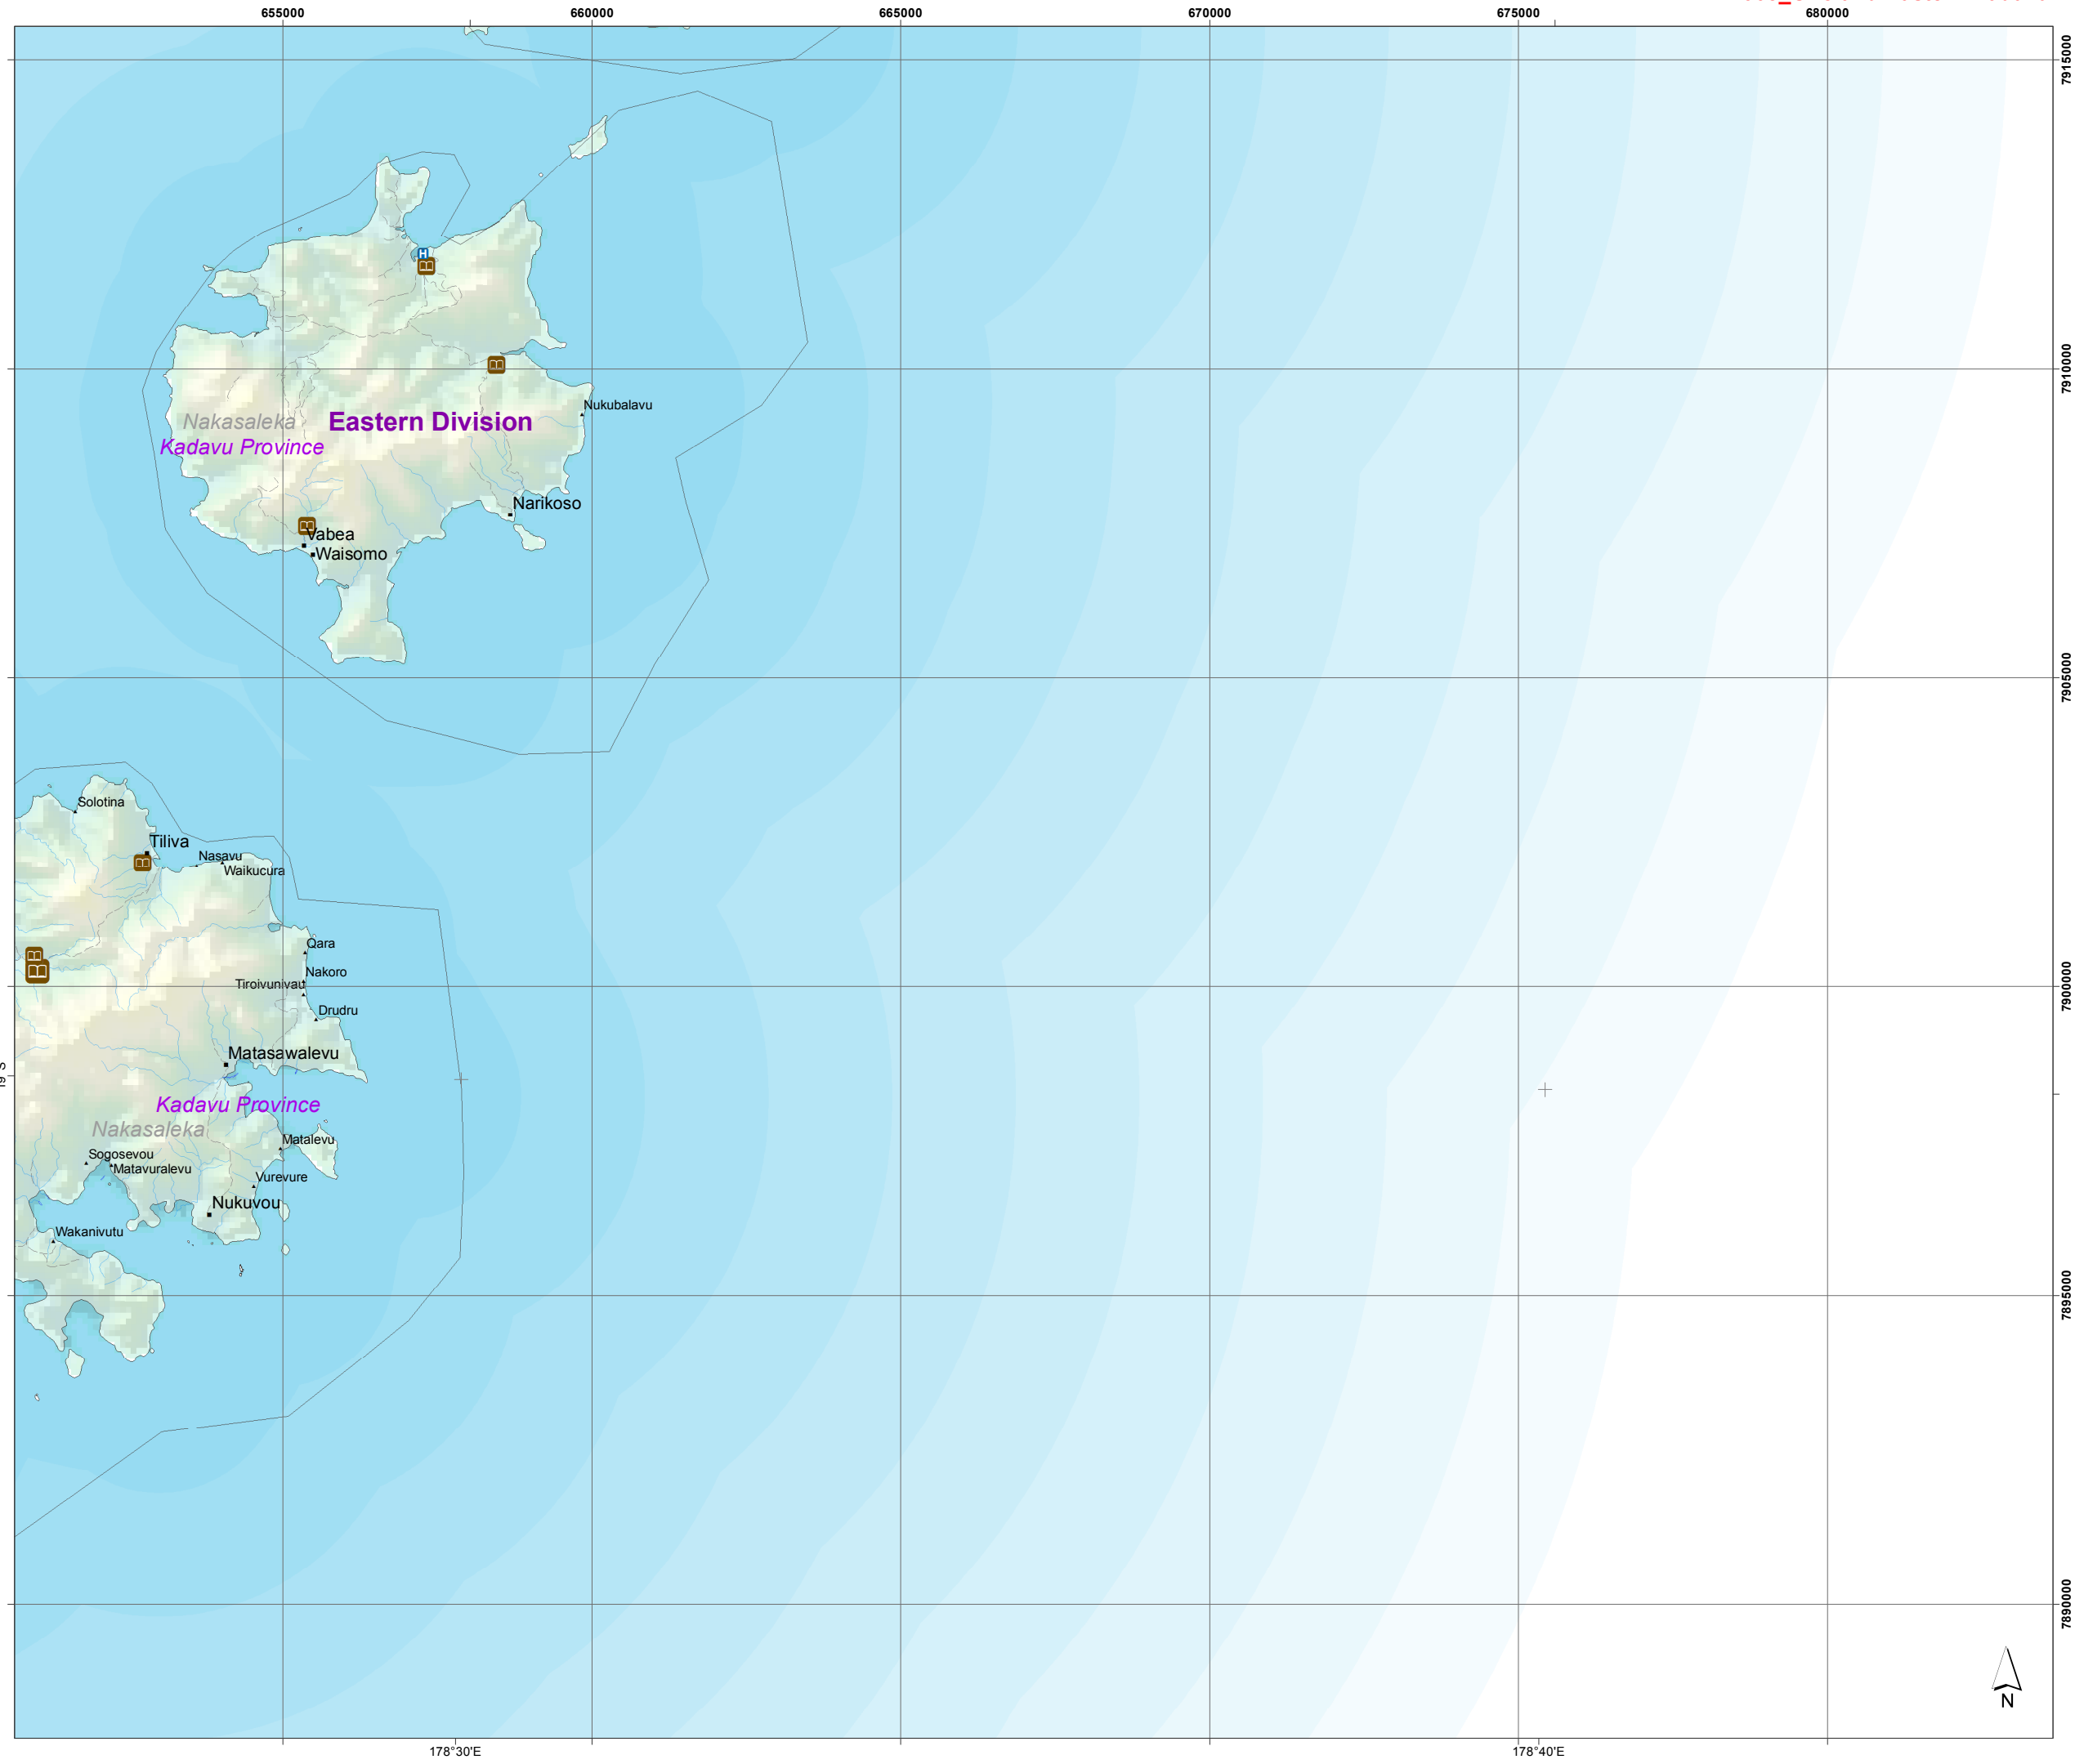 655000 660000 665000 670000 675000 680000
7915000
H
7910000
Nukubalavu
Nakasaleka
Eastern Division
Kadavu Province
Narikoso
Vabea
Waisomo
7905000
Solotina
Tiliva
Nasavu
Waikucura
Qara
Nakoro
Tiroivunivau
7900000
Drudru
Matasawalevu
Kadavu Province
Nakasaleka
Matalevu
Sogosevou
Matavuralevu
Vurevure
Nukuvou
Wakanivutu
7895000
7890000
N
178°30'E 178°40'E